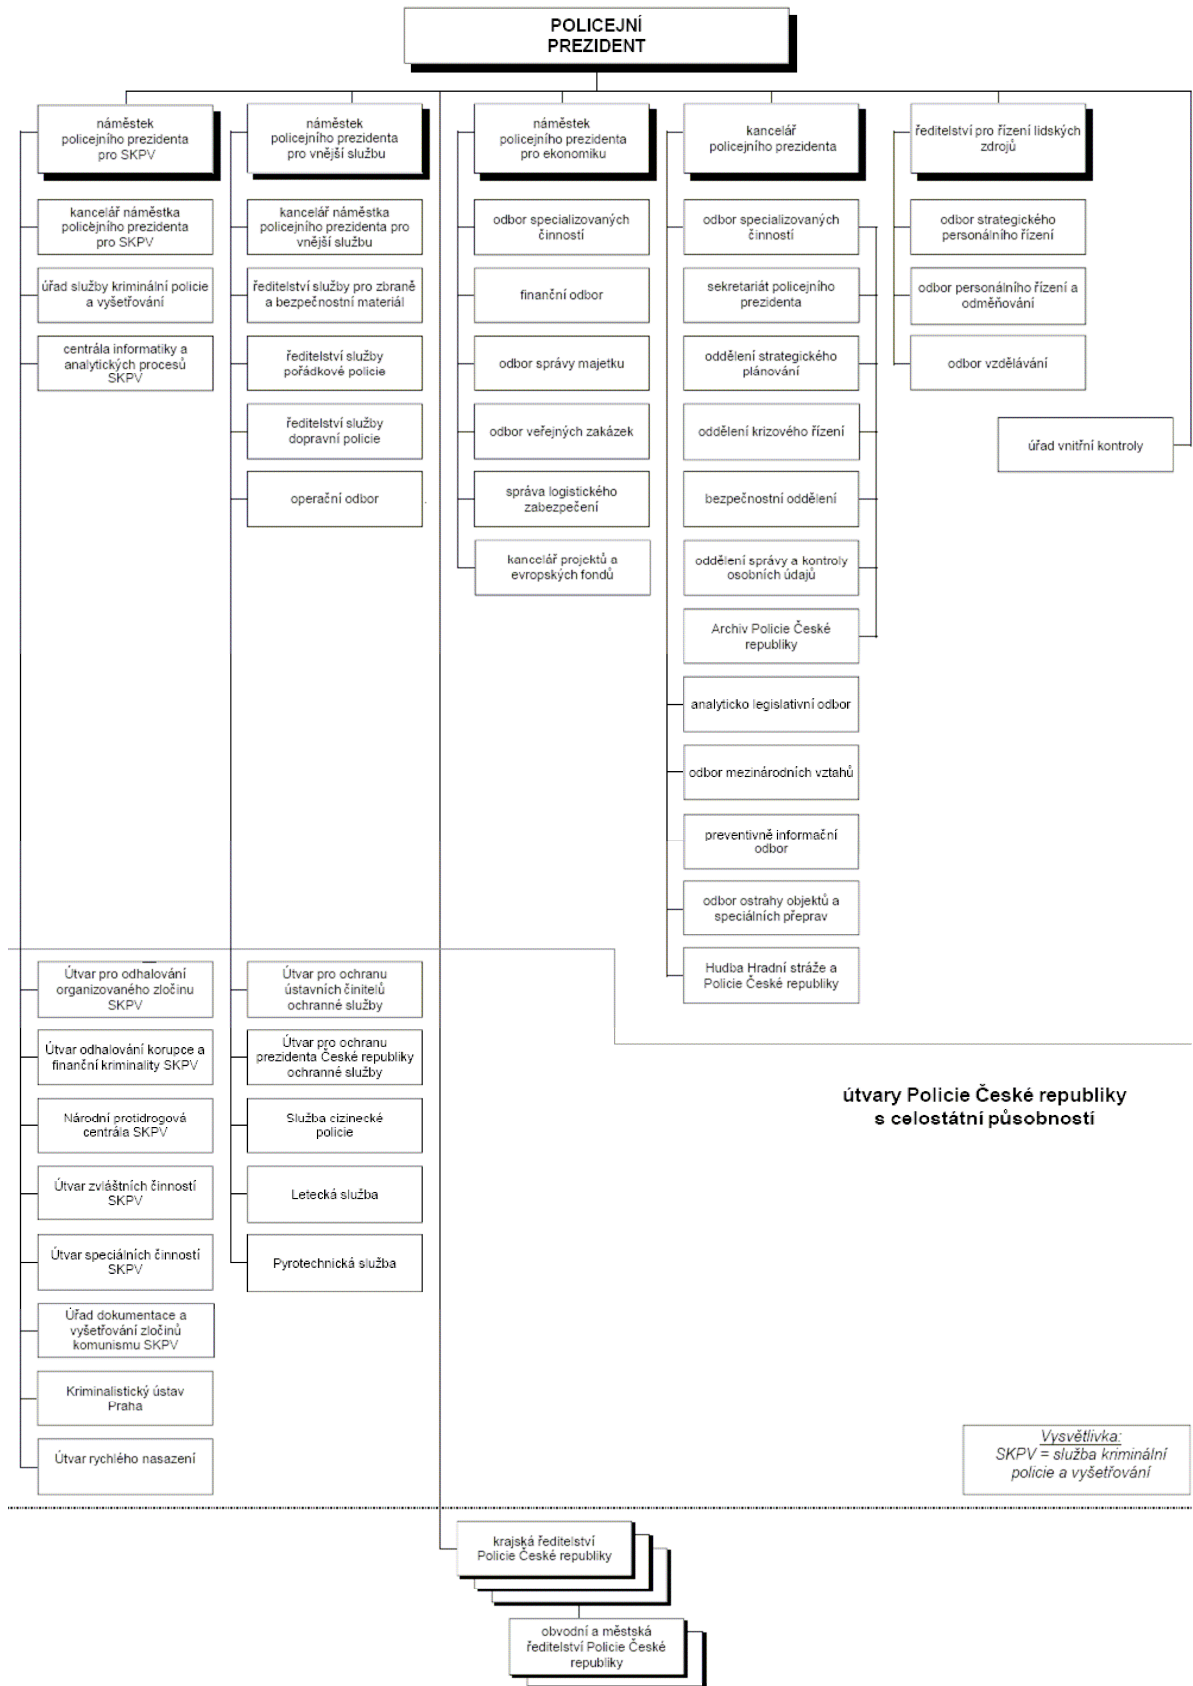 POLICEJNÍ
PREZIDENT
náměstek
policejního prezidenta
pro SKPV
kancelář náměstka
policejního prezidenta
pro SKPV
úřad služby kriminální policie
a vyšetřování
centrála informatiky a
analytických procesů
SKPV
náměstek
policejního prezidenta
pro vnější službu
kancelář náměstka
policejního prezidenta pro
vnější službu
ředitelství služby pro zbraně
a bezpečnostní materiál
ředitelství služby
pořádkové policie
ředitelství služby
dopravní policie
operační odbor
náměstek
policejního prezidenta
pro ekonomiku
odbor specializovaných
činností
finanční odbor
odbor správy majetku
odbor veřejných zakázek
správa logistického
zabezpečení
kancelář projektů a
evropských fondů
kancelář
policejního prezidenta
odbor specializovaných
činností
sekretariát policejního
prezidenta
oddělení strategického
plánování
oddělení krizového řízení
bezpečnostní oddělení
oddělení správy a kontroly
osobních údajů
Archiv Policie České
republiky
analyticko legislativní odbor
odbor mezinárodních vztahů
preventivně informační
odbor
odbor ostrahy objektů a
speciálních přeprav
Hudba Hradní stráže a
Policie České republiky
ředitelství pro řízení lidských
zdrojů
odbor strategického
personálního řízení
odbor personálního řízení a
odměňování
odbor vzdělávání
úřad vnitřní kontroly
Útvar pro odhalování
organizovaného zločinu
SKPV
Útvar odhalování korupce a
finanční kriminality SKPV
Národní protidrogová
centrála SKPV
Útvar zvláštních činností
SKPV
Útvar speciálních činností
SKPV
Úřad dokumentace a
vyšetřování zločinů
komunismu SKPV
Kriminalistický ústav
Praha
Útvar rychlého nasazení
Útvar pro ochranu
ústavních činitelů
ochranné služby
Útvar pro ochranu
prezidenta České republiky
ochranné služby
Služba cizinecké
policie
Letecká služba
Pyrotechnická služba
útvary Policie České republiky
s celostátní působností
Vysvětlivka:
SKPV = služba kriminální
policie a vyšetřování
krajská ředitelství
Policie České republiky
obvodní a městská
ředitelství Policie České
republiky